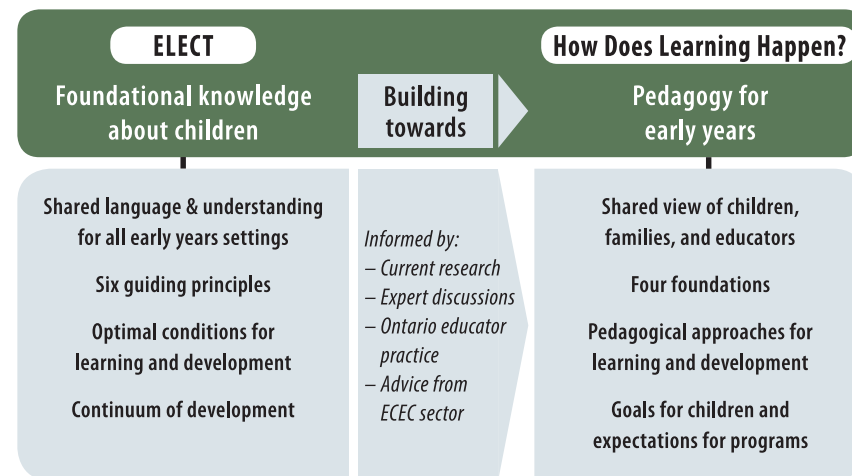 ELECT
Foundational knowledge
about children
Building
towards
How Does Learning Happen?
Pedagogy for
early years
Shared language & understanding
for all early years settings
Six guiding principles
Optimal conditions for
learning and development
Continuum of development
Informed by:
– Current research
– Expert discussions
– Ontario educator
practice
– Advice from
ECEC sector
Shared view of children,
families, and educators
Four foundations
Pedagogical approaches for
learning and development
Goals for children and
expectations for programs